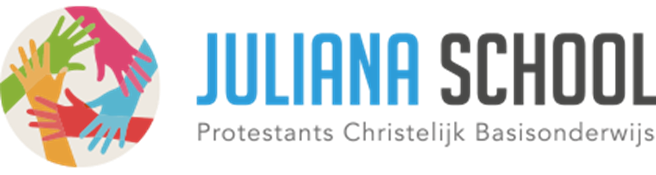 JULIANA SCHOOL
Protestants Christelijk Basisonderwijs